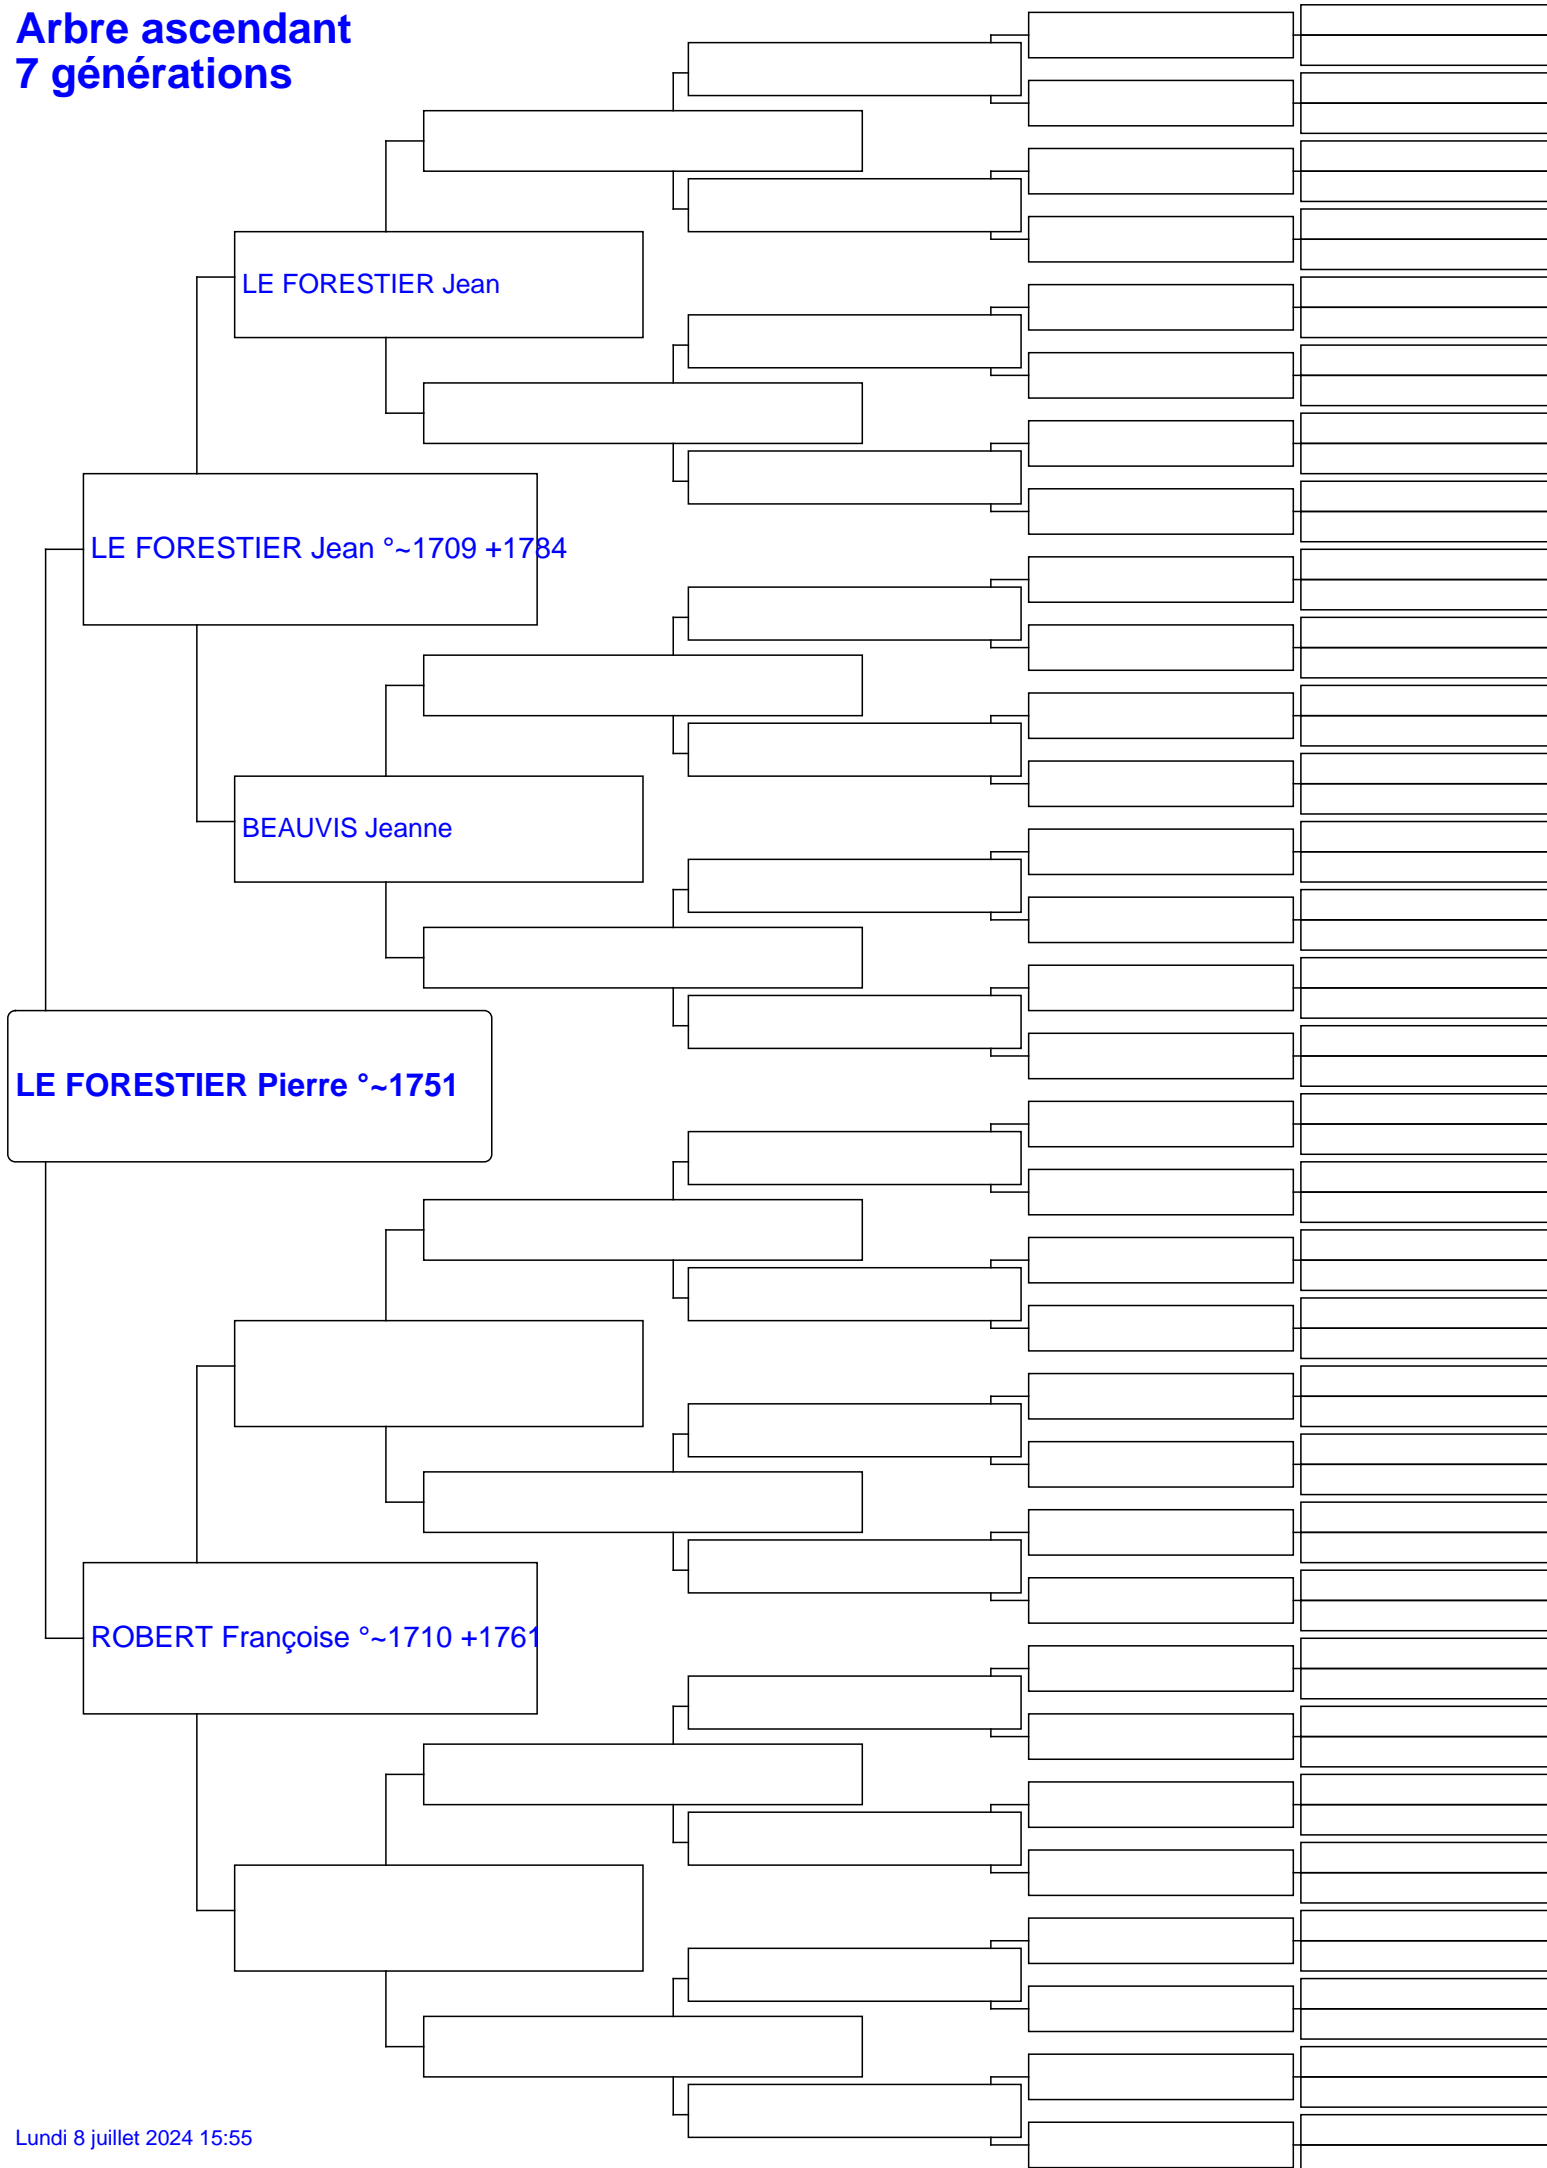 Arbre ascendant
7 générations
LE FORESTIER Jean
LE FORESTIER Jean °~1709 +1784
BEAUVIS Jeanne
LE FORESTIER Pierre °~1751
ROBERT Françoise °~1710 +1761
Lundi 8 juillet 2024 15:55